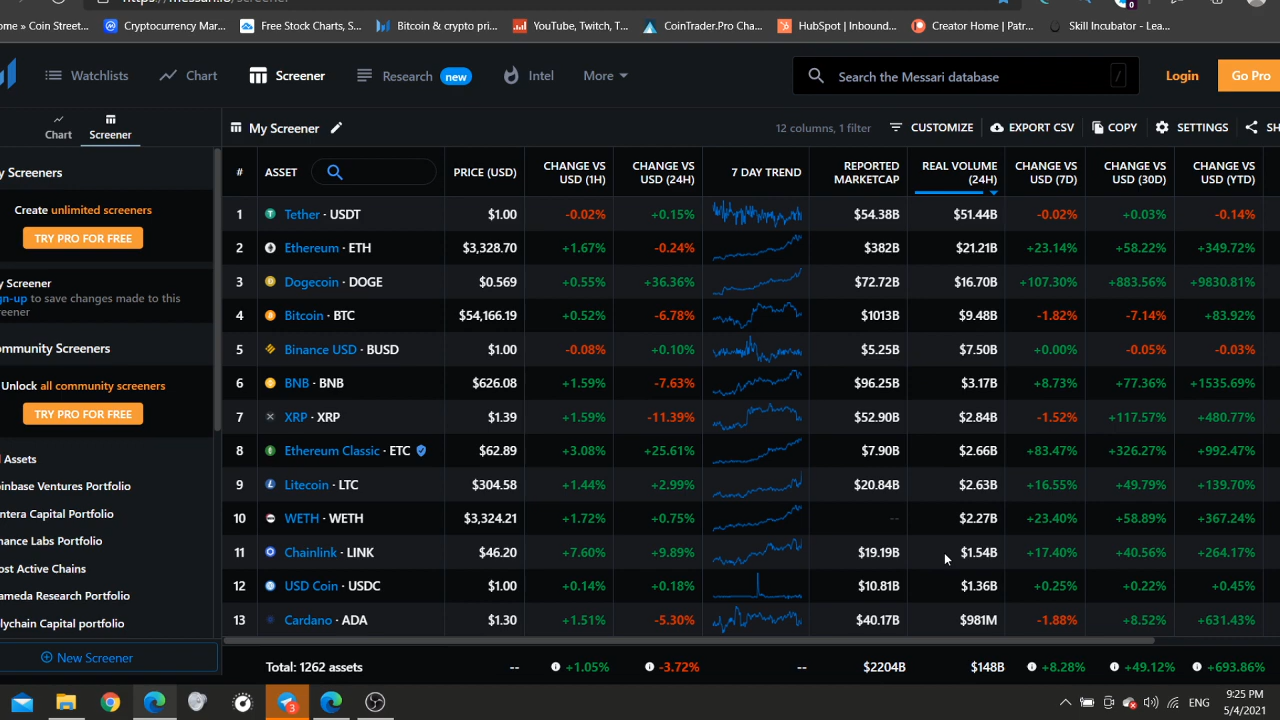 https://messari.io/screener
0
ome
Coin Street...
Cryptocurrency Mar...
Free Stock Charts, S...
Bitcoin & crypto pri...
YouTube, Twitch, T...
CoinTrader.Pro Cha...
HubSpot | Inbound...
Creator Home | Patr...
Skill Incubator - Lea...
Watchlists
Chart
Screener
Research new
Intel
More
Search the Messari database
/
Login
Go Pro
Chart
Screener
y Screeners
Create unlimited screeners
TRY PRO FOR FREE
y Screener
gn-up to save changes made to this
creener
ommunity Screeners
Unlock all community screeners
TRY PRO FOR FREE
l Assets
oinbase Ventures Portfolio
ntera Capital Portfolio
nance Labs Portfolio
ost Active Chains
ameda Research Portfolio
lychain Capital portfolio
New Screener
My Screener
12 columns, 1 filter
CUSTOMIZE
EXPORT CSV
COPY
SETTINGS
SH
# ASSET PRICE (USD) CHANGE VS USD (1H) CHANGE VS USD (24H) 7 DAY TREND REPORTED MARKETCAP REAL VOLUME (24H) CHANGE VS USD (7D) CHANGE VS USD (30D) CHANGE VS USD (YTD)
1 Tether · USDT $1.00 -0.02% +0.15% $54.38B $51.44B -0.02% +0.03% -0.14%
2 Ethereum · ETH $3,328.70 +1.67% -0.24% $382B $21.21B +23.14% +58.22% +349.72%
3 Dogecoin · DOGE $0.569 +0.55% +36.36% $72.72B $16.70B +107.30% +883.56% +9830.81%
4 Bitcoin · BTC $54,166.19 +0.52% -6.78% $1013B $9.48B -1.82% -7.14% +83.92%
5 Binance USD · BUSD $1.00 -0.08% +0.10% $5.25B $7.50B +0.00% -0.05% -0.03%
6 BNB · BNB $626.08 +1.59% -7.63% $96.25B $3.17B +8.73% +77.36% +1535.69%
7 XRP · XRP $1.39 +1.59% -11.39% $52.90B $2.84B -1.52% +117.57% +480.77%
8 Ethereum Classic · ETC $62.89 +3.08% +25.61% $7.90B $2.66B +83.47% +326.27% +992.47%
9 Litecoin · LTC $304.58 +1.44% +2.99% $20.84B $2.63B +16.55% +49.79% +139.70%
10 WETH · WETH $3,324.21 +1.72% +0.75% -- $2.27B +23.40% +58.89% +367.24%
11 Chainlink · LINK $46.20 +7.60% +9.89% $19.19B $1.54B +17.40% +40.56% +264.17%
12 USD Coin · USDC $1.00 +0.14% +0.18% $10.81B $1.36B +0.25% +0.22% +0.45%
13 Cardano · ADA $1.30 +1.51% -5.30% $40.17B $981M -1.88% +8.52% +631.43%
Total: 1262 assets -- +1.05% -3.72% -- $2204B $148B +8.28% +49.12% +693.86%
3
ENG
9:25 PM
5/4/2021